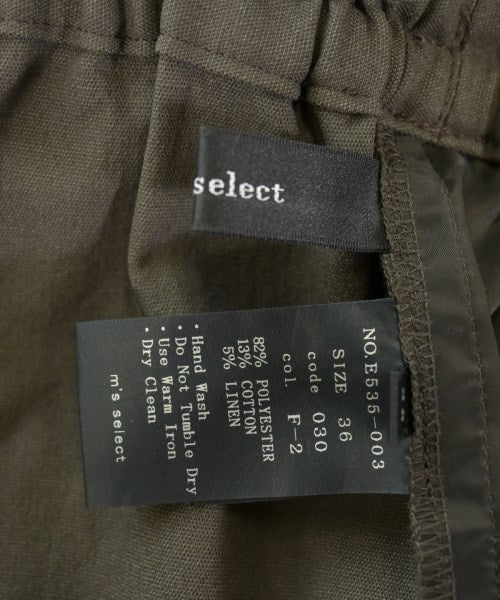 select
NO.E535-003
SIZE 36
code 030
col. F-2
82% POLYESTER
13% COTTON
5% LINEN
・Hand Wash
・Do Not Tumble Dry
・Use Warm Iron
・Dry Clean
m's select